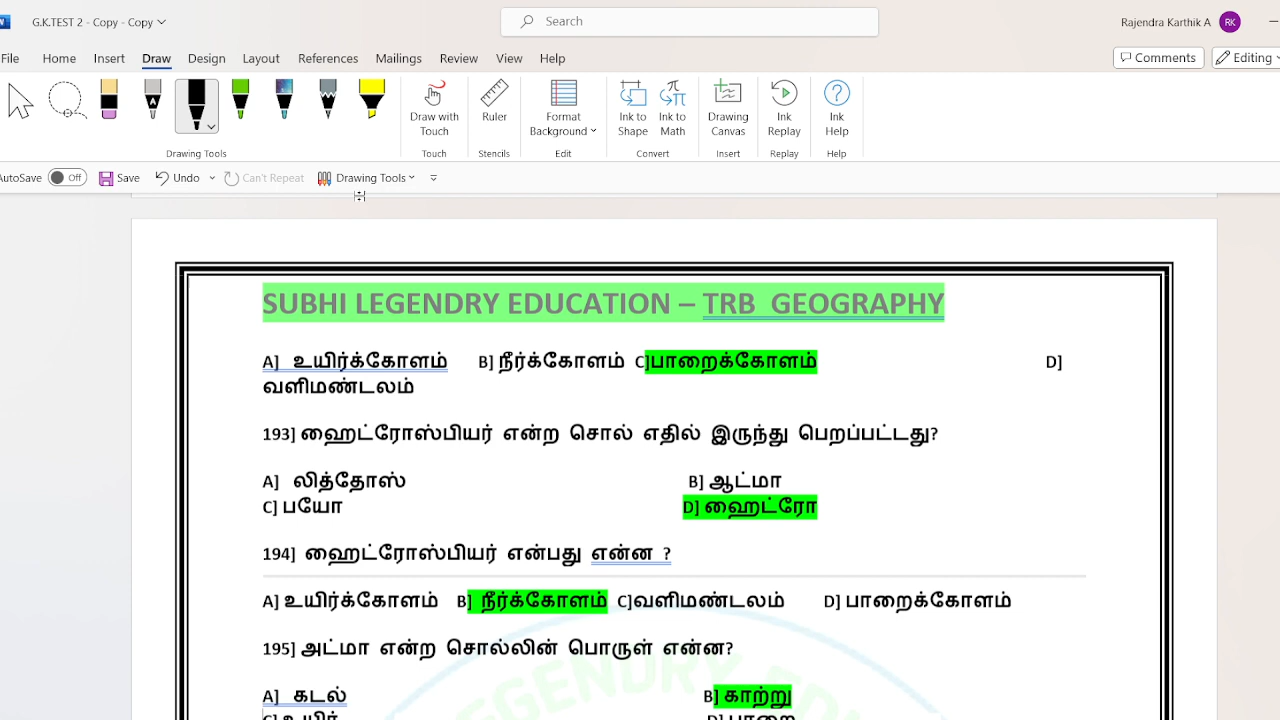 G.K.TEST 2 - Copy - Copy
Search
Rajendra Karthik A RK
File Home Insert Draw Design Layout References Mailings Review View Help
Comments Editing
Draw with Touch Ruler Format Background Ink to Shape Ink to Math Drawing Canvas Ink Replay Ink Help
Drawing Tools Touch Stencils Edit Convert Insert Replay Help
AutoSave Off Save Undo Can't Repeat Drawing Tools
SUBHI LEGENDRY EDUCATION – TRB GEOGRAPHY
A] உயிர்க்கோளம் B] நீர்க்கோளம் C]பாறைக்கோளம் D]
வளிமண்டலம்
193] ஹைட்ரோஸ்பியர் என்ற சொல் எதில் இருந்து பெறப்பட்டது?
A] லித்தோஸ் B] ஆட்மா
C] பயோ D] ஹைட்ரோ
194] ஹைட்ரோஸ்பியர் என்பது என்ன ?
A] உயிர்க்கோளம் B] நீர்க்கோளம் C]வளிமண்டலம் D] பாறைக்கோளம்
195] அட்மா என்ற சொல்லின் பொருள் என்ன?
A] கடல் B] காற்று
C] உயிர் D] பாறை